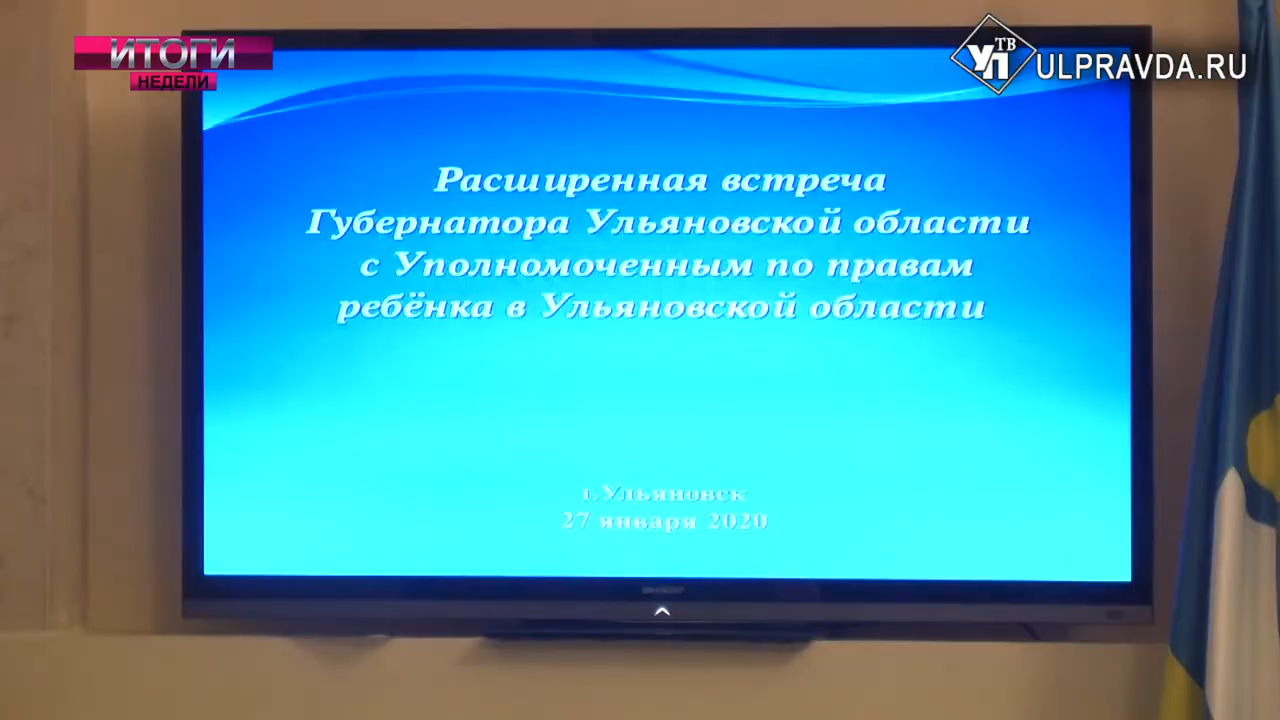 ИТОГИ
НЕДЕЛИ
УП ТВ
ULPRAVDA.RU
Расширенная встреча
Губернатора Ульяновской области
с Уполномоченным по правам
ребёнка в Ульяновской области
г.Ульяновск
27 января 2020